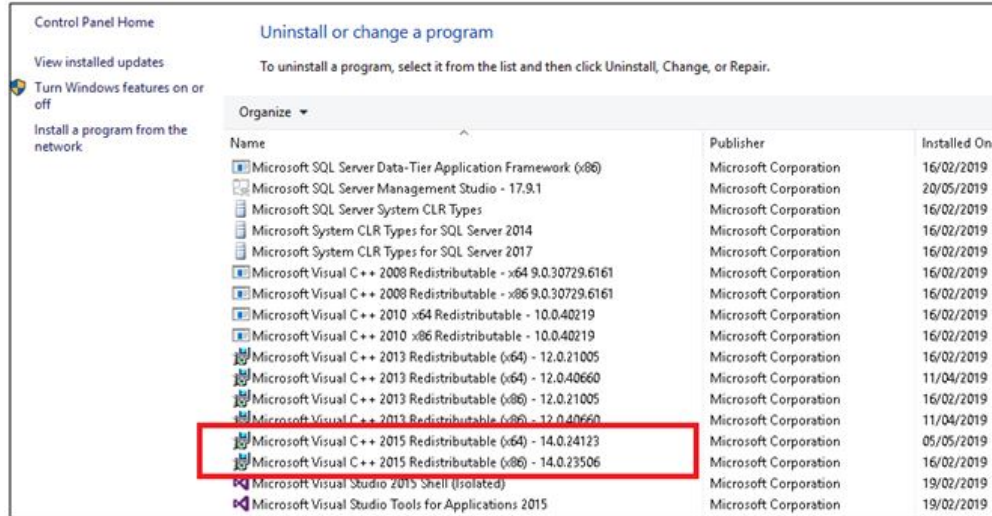 Control Panel Home
View installed updates
Turn Windows features on or
off
Install a program from the
network
Uninstall or change a program
To uninstall a program, select it from the list and then click Uninstall, Change, or Repair.
Organize
Name Publisher Installed On
Microsoft SQL Server Data-Tier Application Framework (x86) Microsoft Corporation 16/02/2019
Microsoft SQL Server Management Studio - 17.9.1 Microsoft Corporation 20/05/2019
Microsoft SQL Server System CLR Types Microsoft Corporation 16/02/2019
Microsoft System CLR Types for SQL Server 2014 Microsoft Corporation 16/02/2019
Microsoft System CLR Types for SQL Server 2017 Microsoft Corporation 16/02/2019
Microsoft Visual C++ 2008 Redistributable - x64 9.0.30729.6161 Microsoft Corporation 16/02/2019
Microsoft Visual C++ 2008 Redistributable - x86 9.0.30729.6161 Microsoft Corporation 16/02/2019
Microsoft Visual C++ 2010 x64 Redistributable - 10.0.40219 Microsoft Corporation 16/02/2019
Microsoft Visual C++ 2010 x86 Redistributable - 10.0.40219 Microsoft Corporation 16/02/2019
Microsoft Visual C++ 2013 Redistributable (x64) - 12.0.21005 Microsoft Corporation 16/02/2019
Microsoft Visual C++ 2013 Redistributable (x64) - 12.0.40660 Microsoft Corporation 11/04/2019
Microsoft Visual C++ 2013 Redistributable (x86) - 12.0.21005 Microsoft Corporation 16/02/2019
Microsoft Visual C++ 2013 Redistributable (x86) - 12.0.40660 Microsoft Corporation 11/04/2019
Microsoft Visual C++ 2015 Redistributable (x64) - 14.0.24123 Microsoft Corporation 05/05/2019
Microsoft Visual C++ 2015 Redistributable (x86) - 14.0.23506 Microsoft Corporation 16/02/2019
Microsoft Visual Studio 2015 Shell (Isolated) Microsoft Corporation 19/02/2019
Microsoft Visual Studio Tools for Applications 2015 Microsoft Corporation 19/02/2019